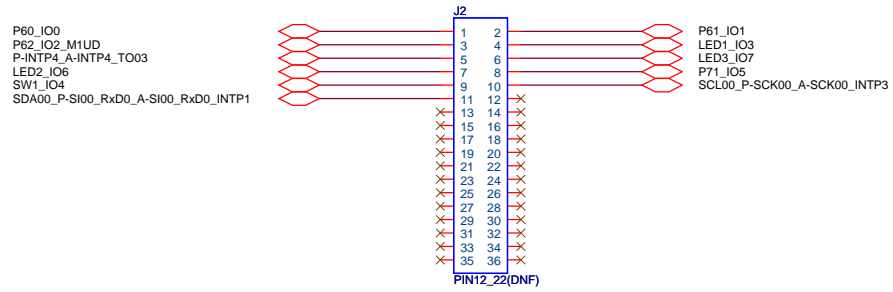 J2
P60_IO0 1 2 P61_IO1
P62_IO2_M1UD 3 4 LED1_IO3
P-INTP4_A-INTP4_TO03 5 6 LED3_IO7
LED2_IO6 7 8 P71_IO5
SW1_IO4 9 10 SCL00_P-SCK00_A-SCK00_INTP3
SDA00_P-SI00_RxD0_A-SI00_RxD0_INTP1 11 12
13 14
15 16
17 18
19 20
21 22
23 24
25 26
27 28
29 30
31 32
33 34
35 36
PIN12_22(DNF)